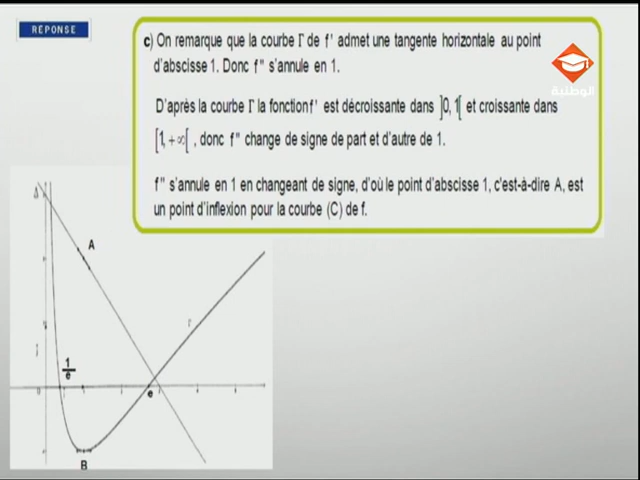 RÉPONSE
c) On remarque que la courbe Γ de f' admet une tangente horizontale au point
d'abscisse 1. Donc f" s'annule en 1.
D'après la courbe Γ la fonction f' est décroissante dans ]0, 1[ et croissante dans
[1, +∞[ , donc f" change de signe de part et d'autre de 1.
f" s'annule en 1 en changeant de signe, d'où le point d'abscisse 1, c'est-à-dire A, est
un point d'inflexion pour la courbe (C) de f.
الوطنية
Δ
A
Γ
1/e
e
B